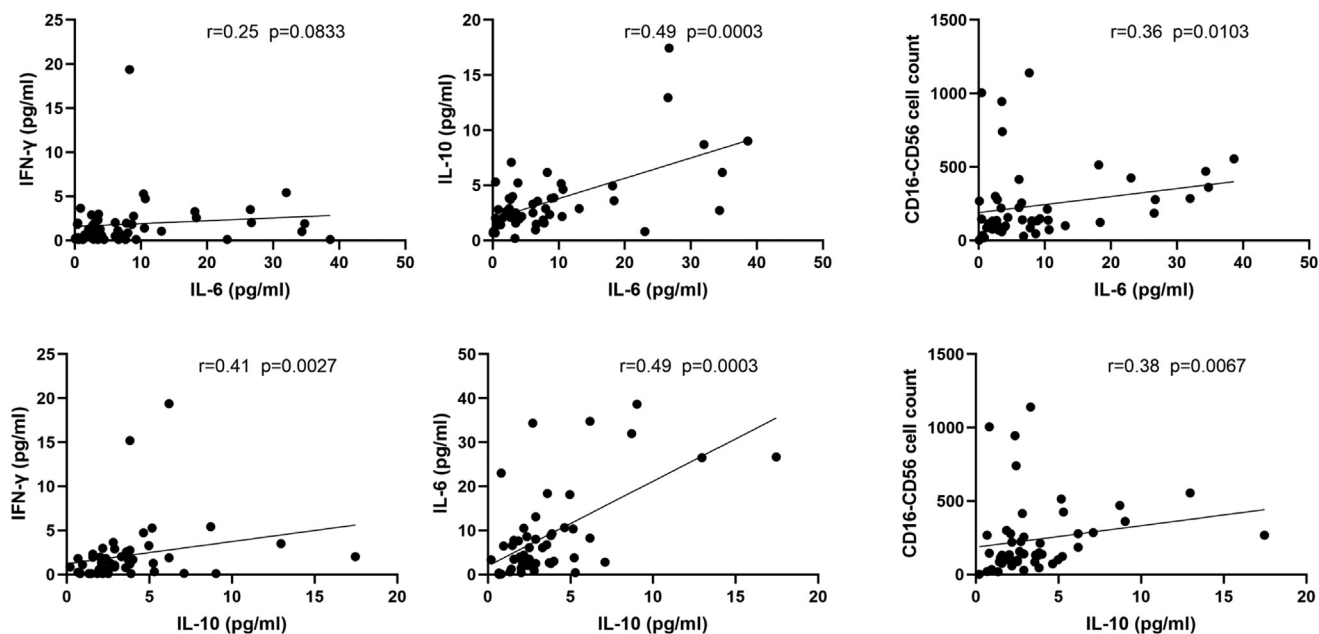 r=0.25 p=0.0833
IFN-γ (pg/ml)
25
20
15
10
5
0
0 10 20 30 40 50
IL-6 (pg/ml)
r=0.49 p=0.0003
IL-10 (pg/ml)
20
15
10
5
0
0 10 20 30 40 50
IL-6 (pg/ml)
r=0.36 p=0.0103
CD16-CD56 cell count
1500
1000
500
0
0 10 20 30 40 50
IL-6 (pg/ml)
r=0.41 p=0.0027
IFN-γ (pg/ml)
25
20
15
10
5
0
0 5 10 15 20
IL-10 (pg/ml)
r=0.49 p=0.0003
IL-6 (pg/ml)
50
40
30
20
10
0
0 5 10 15 20
IL-10 (pg/ml)
r=0.38 p=0.0067
CD16-CD56 cell count
1500
1000
500
0
0 5 10 15 20
IL-10 (pg/ml)